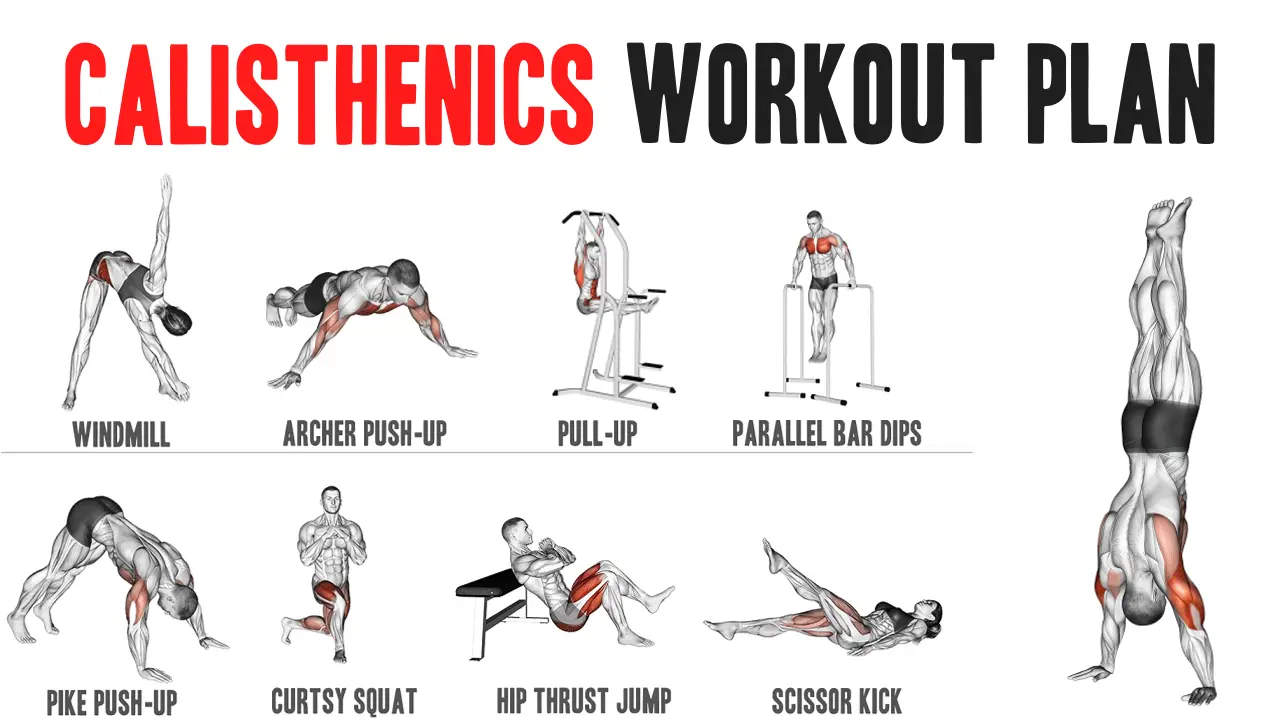 CALISTHENICS WORKOUT PLAN
WINDMILL
ARCHER PUSH-UP
PULL-UP
PARALLEL BAR DIPS
PIKE PUSH-UP
CURTSY SQUAT
HIP THRUST JUMP
SCISSOR KICK